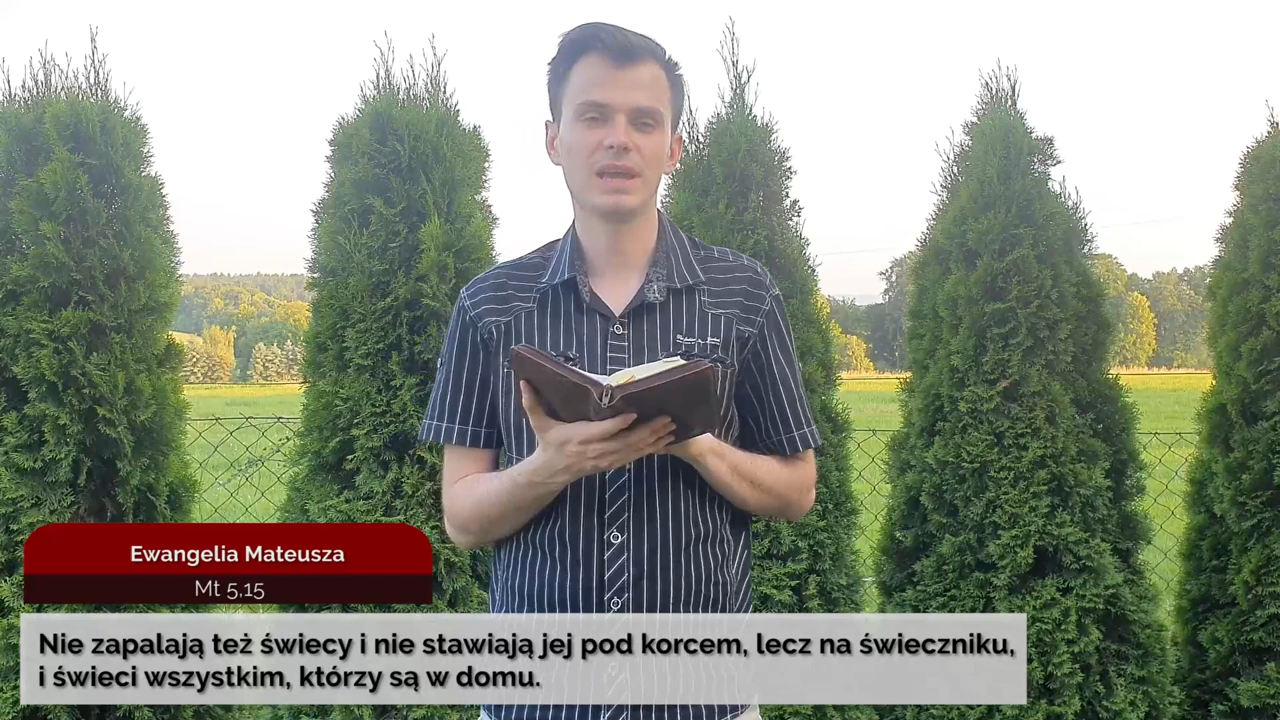 Ewangelia Mateusza
Mt 5,15
Nie zapalają też świecy i nie stawiają jej pod korcem, lecz na świeczniku,
i świeci wszystkim, którzy są w domu.